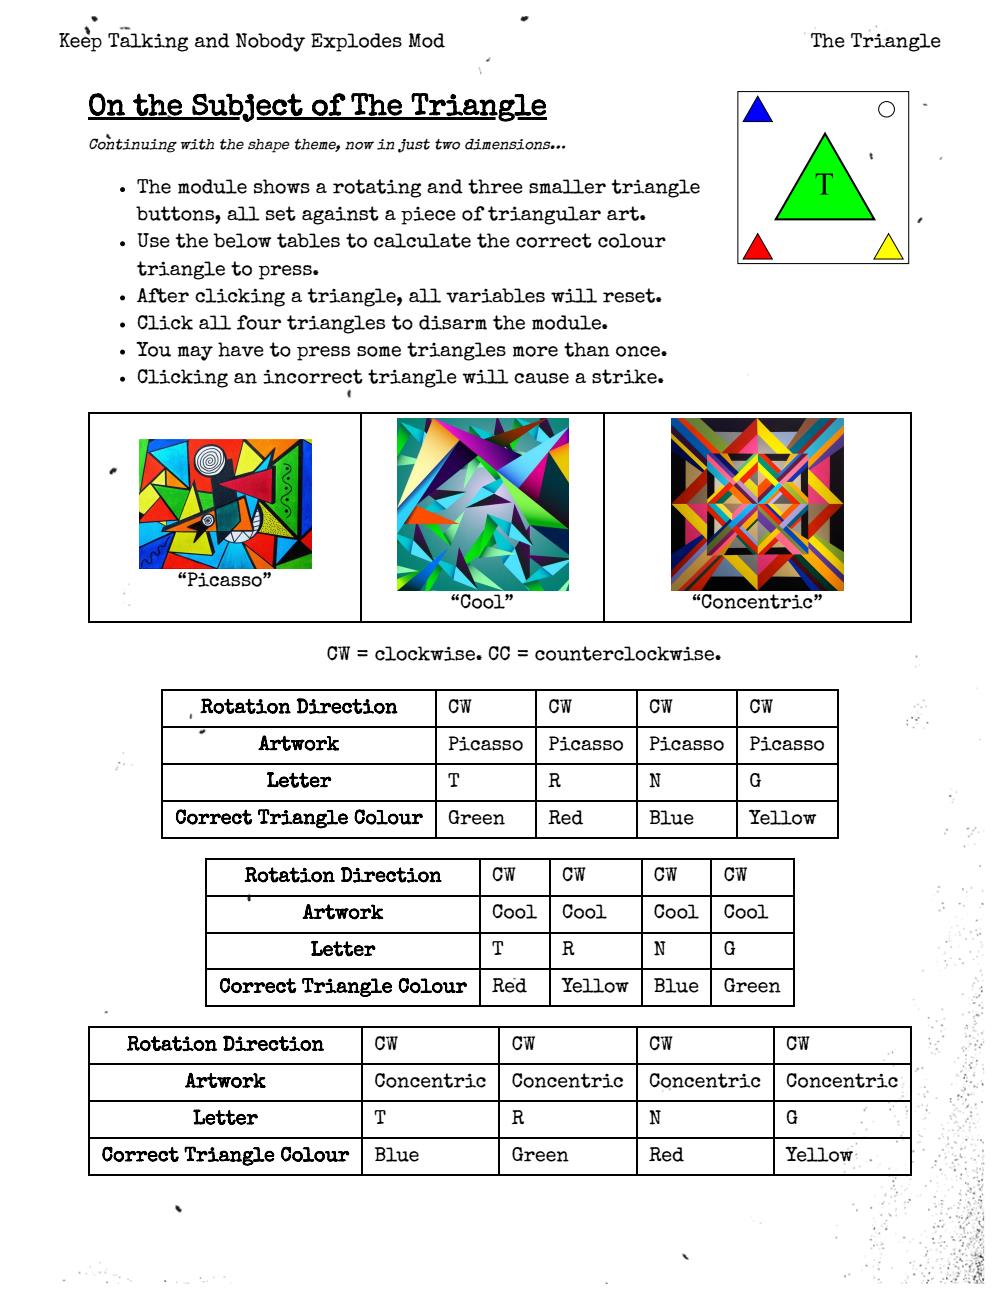 Keep Talking and Nobody Explodes Mod
The Triangle
On the Subject of The Triangle
Continuing with the shape theme, now in just two dimensions...
• The module shows a rotating and three smaller triangle
buttons, all set against a piece of triangular art.
• Use the below tables to calculate the correct colour
triangle to press.
• After clicking a triangle, all variables will reset.
• Click all four triangles to disarm the module.
• You may have to press some triangles more than once.
• Clicking an incorrect triangle will cause a strike.
T
“Picasso”
“Cool”
“Concentric”
CW = clockwise. CC = counterclockwise.
Rotation Direction CW CW CW CW
Artwork Picasso Picasso Picasso Picasso
Letter T R N G
Correct Triangle Colour Green Red Blue Yellow
Rotation Direction CW CW CW CW
Artwork Cool Cool Cool Cool
Letter T R N G
Correct Triangle Colour Red Yellow Blue Green
Rotation Direction CW CW CW CW
Artwork Concentric Concentric Concentric Concentric
Letter T R N G
Correct Triangle Colour Blue Green Red Yellow